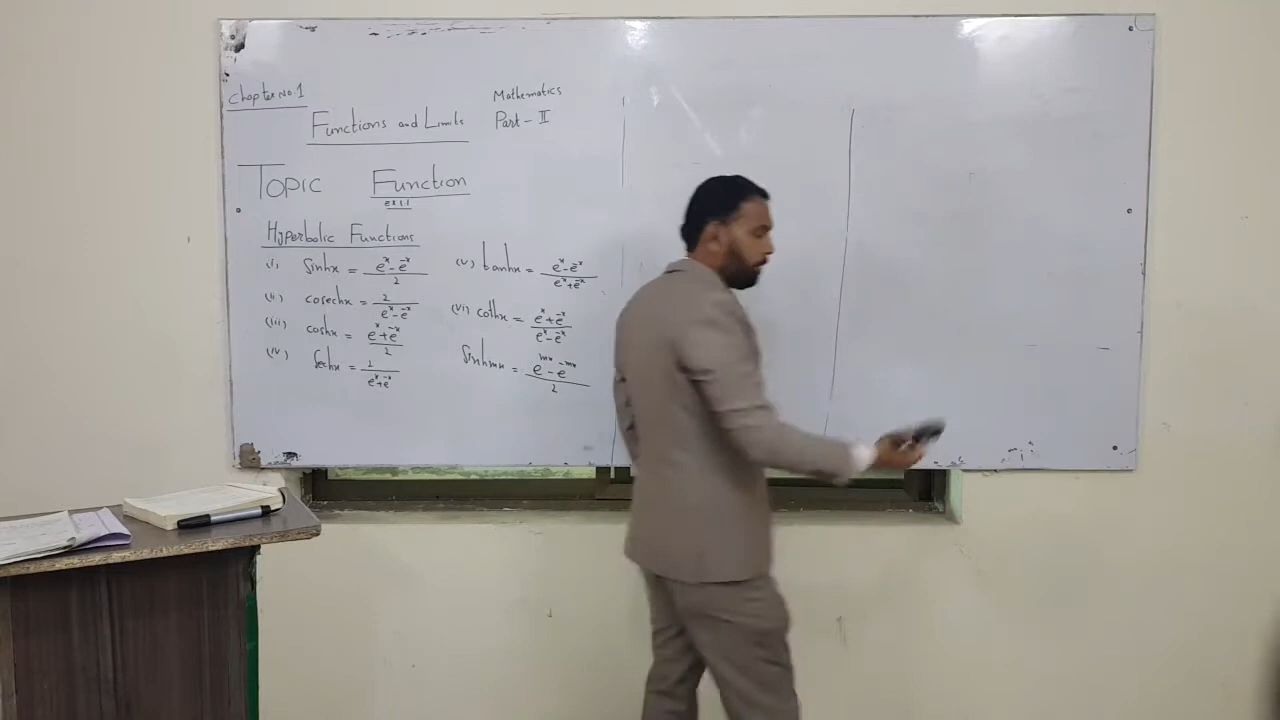 Chapter No. 1
Mathematics
Functions and Limits Part - II
TOPIC Function
ex 1.1
Hyperbolic Functions
(i) Sinhx = (e^x - e^-x)/2
(ii) cosechx = 2/(e^x - e^-x)
(iii) coshx = (e^x + e^-x)/2
(iv) Sechx = 2/(e^x + e^-x)
(v) tanhx = (e^x - e^-x)/(e^x + e^-x)
(vi) cothx = (e^x + e^-x)/(e^x - e^-x)
Sinhmx = (e^mx - e^-mx)/2